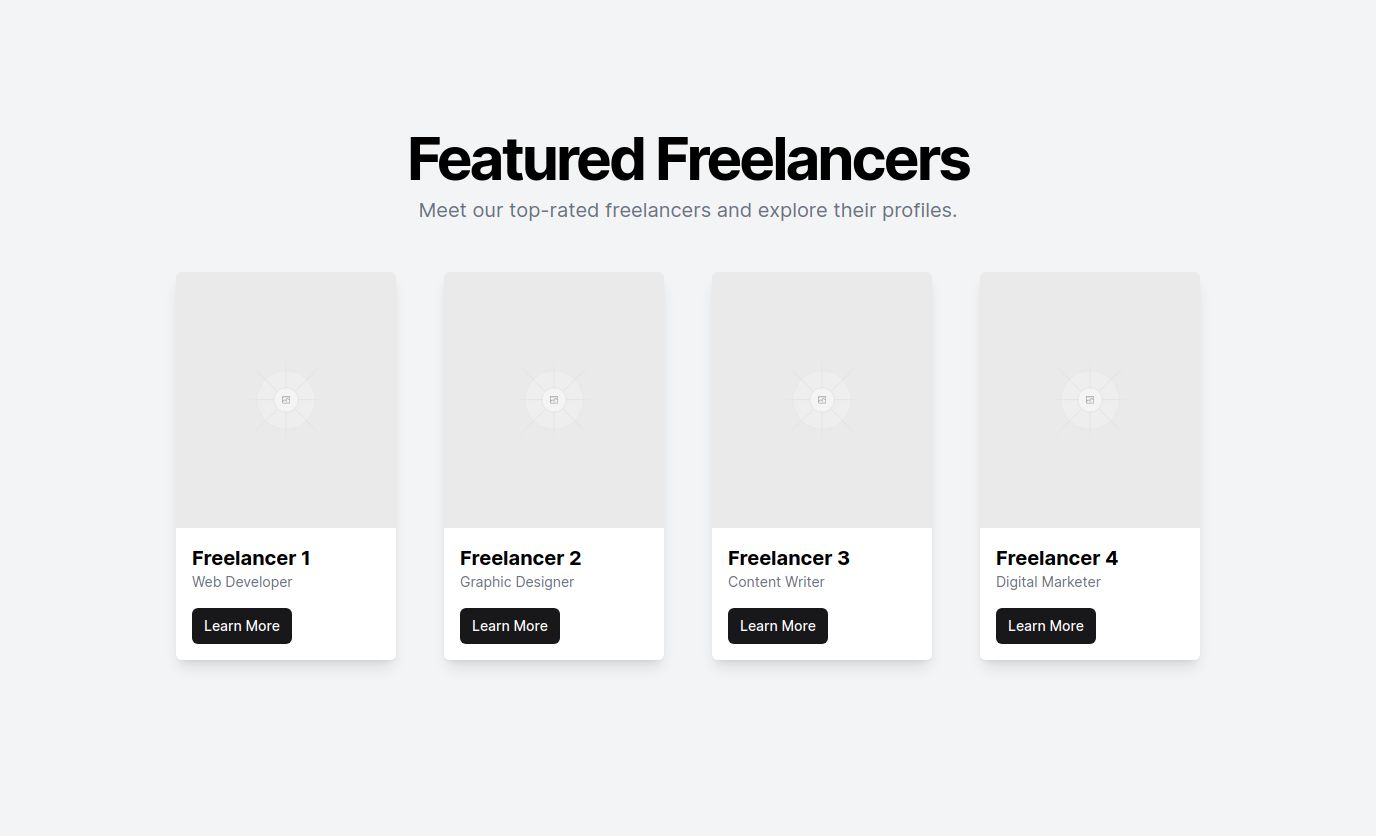 Featured Freelancers
Meet our top-rated freelancers and explore their profiles.
Freelancer 1
Web Developer
Learn More
Freelancer 2
Graphic Designer
Learn More
Freelancer 3
Content Writer
Learn More
Freelancer 4
Digital Marketer
Learn More